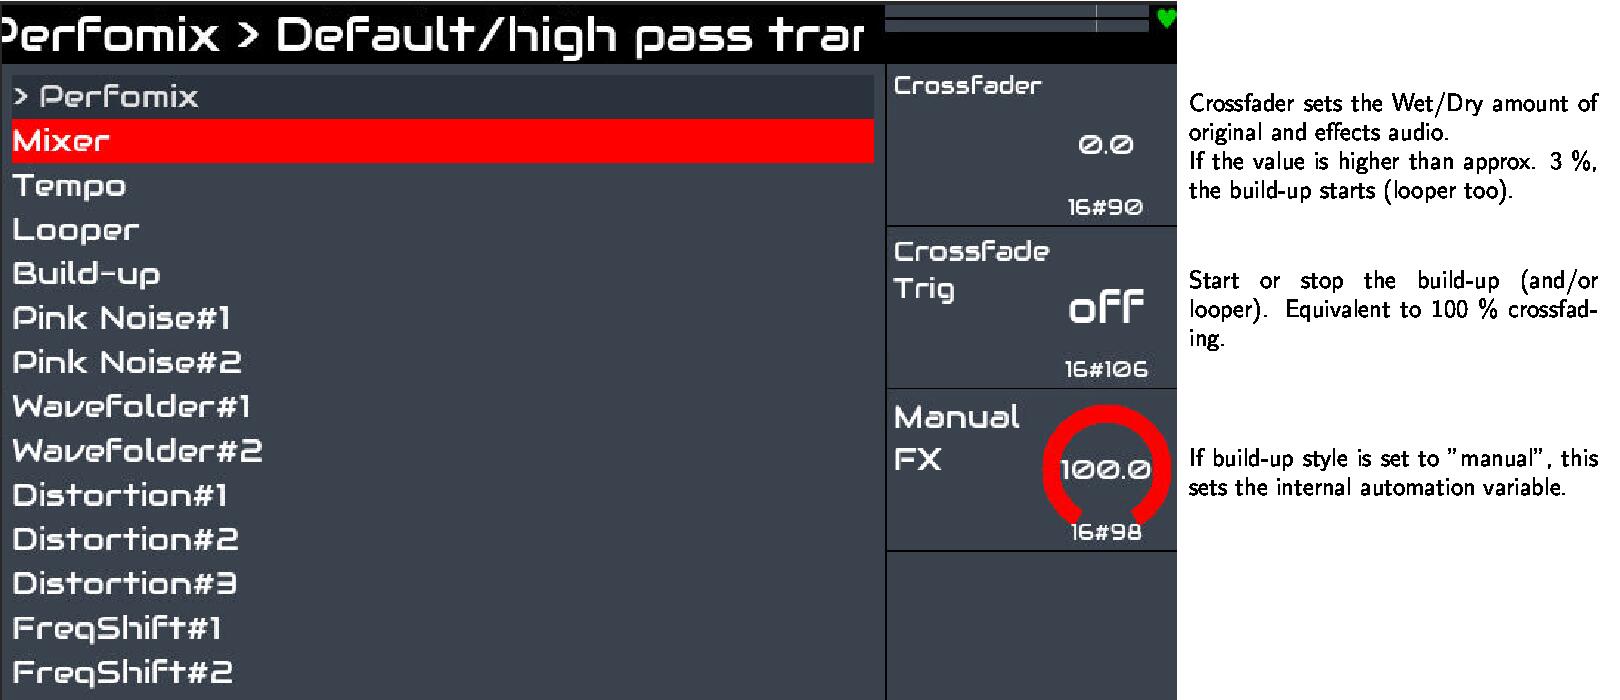 Perfomix > Default/high pass tran
> Perfomix
Mixer
Tempo
Looper
Build-up
Pink Noise#1
Pink Noise#2
Wavefolder#1
Wavefolder#2
Distortion#1
Distortion#2
Distortion#3
FreqShift#1
FreqShift#2
Crossfader
0.0
16#90
Crossfade
Trig
off
16#106
Manual
FX
100.0
16#98
Crossfader sets the Wet/Dry amount of
original and effects audio.
If the value is higher than approx. 3 %,
the build-up starts (looper too).
Start or stop the build-up (and/or
looper). Equivalent to 100 % crossfad-
ing.
If build-up style is set to "manual", this
sets the internal automation variable.